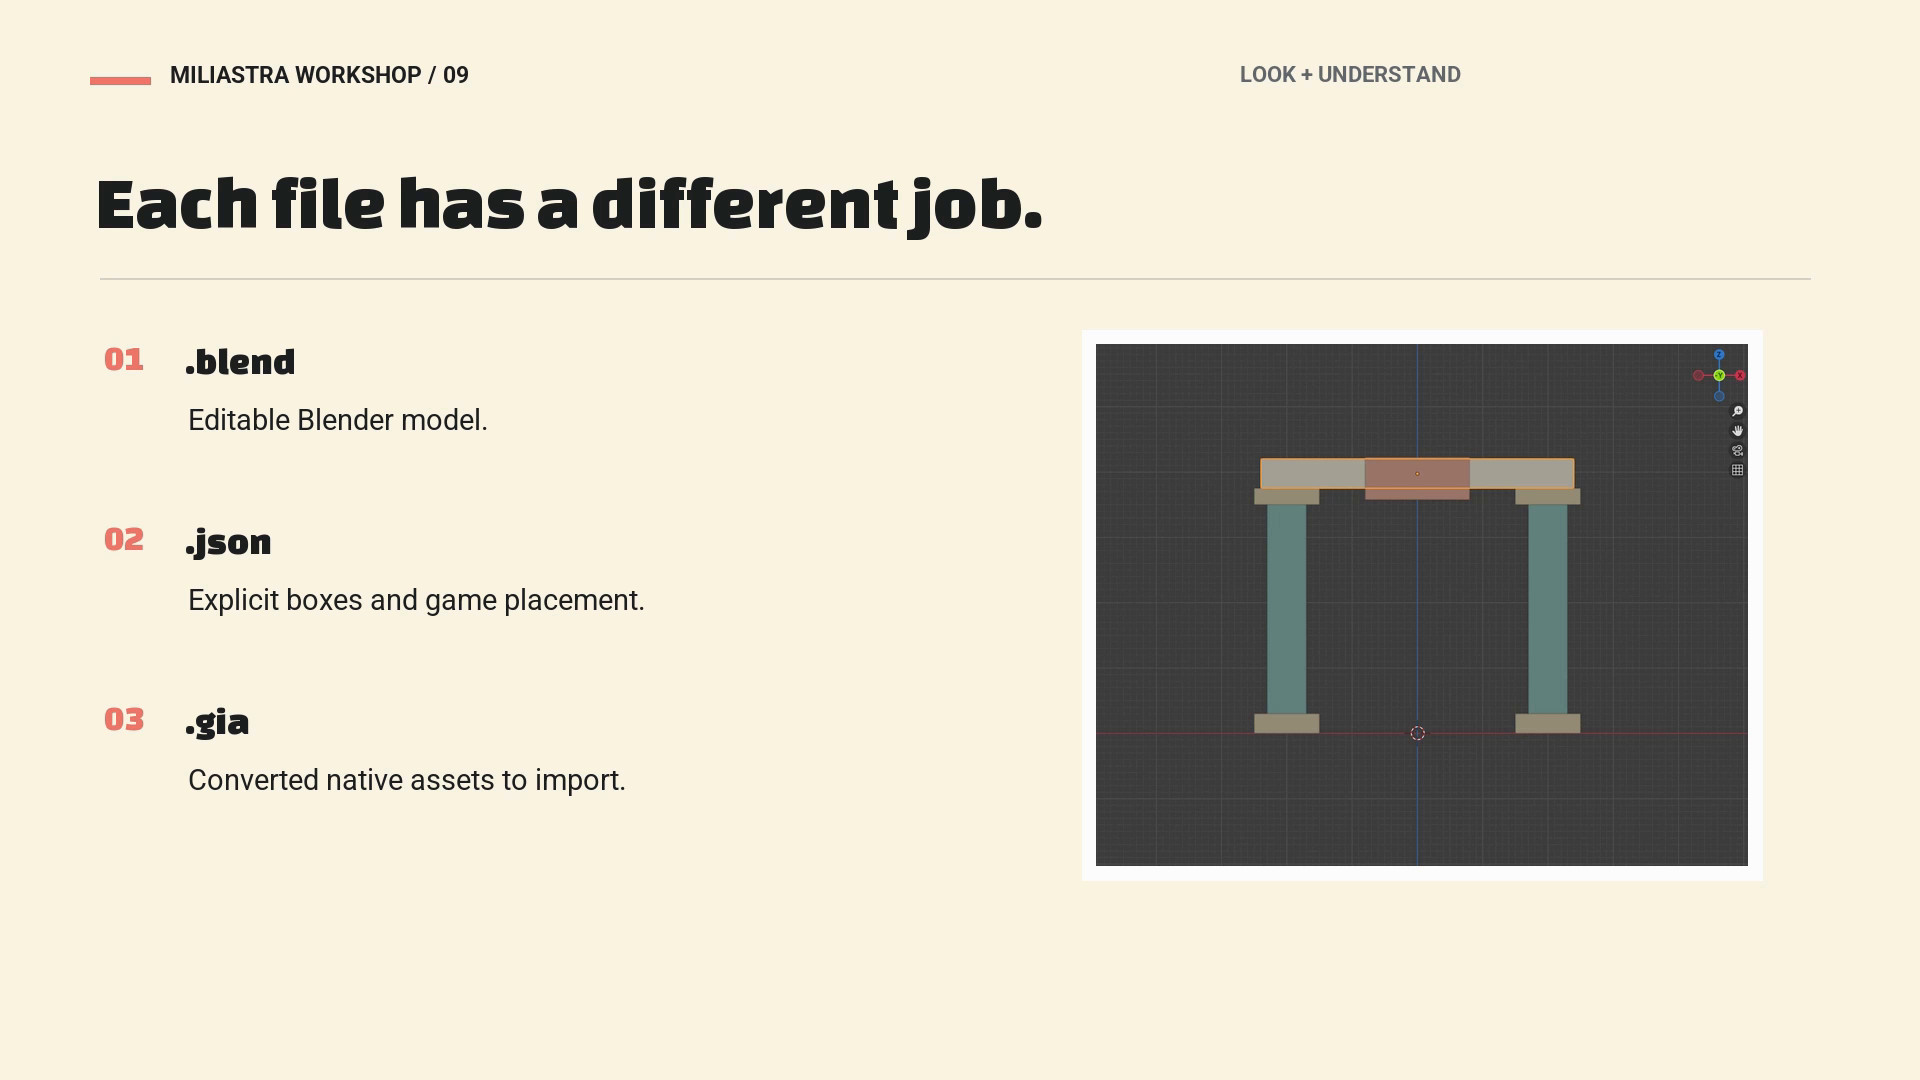 MILIASTRA WORKSHOP / 09
LOOK + UNDERSTAND
Each file has a different job.
01 .blend
Editable Blender model.
02 .json
Explicit boxes and game placement.
03 .gia
Converted native assets to import.
Z
Y
X